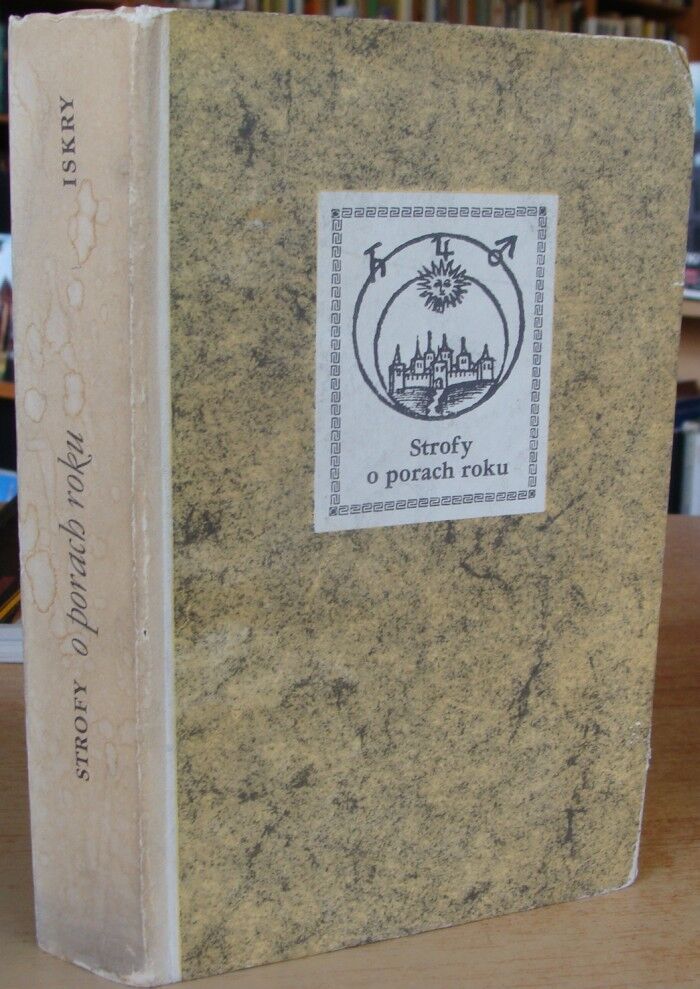 STROFY o porach roku ISKRY
Strofy
o porach roku